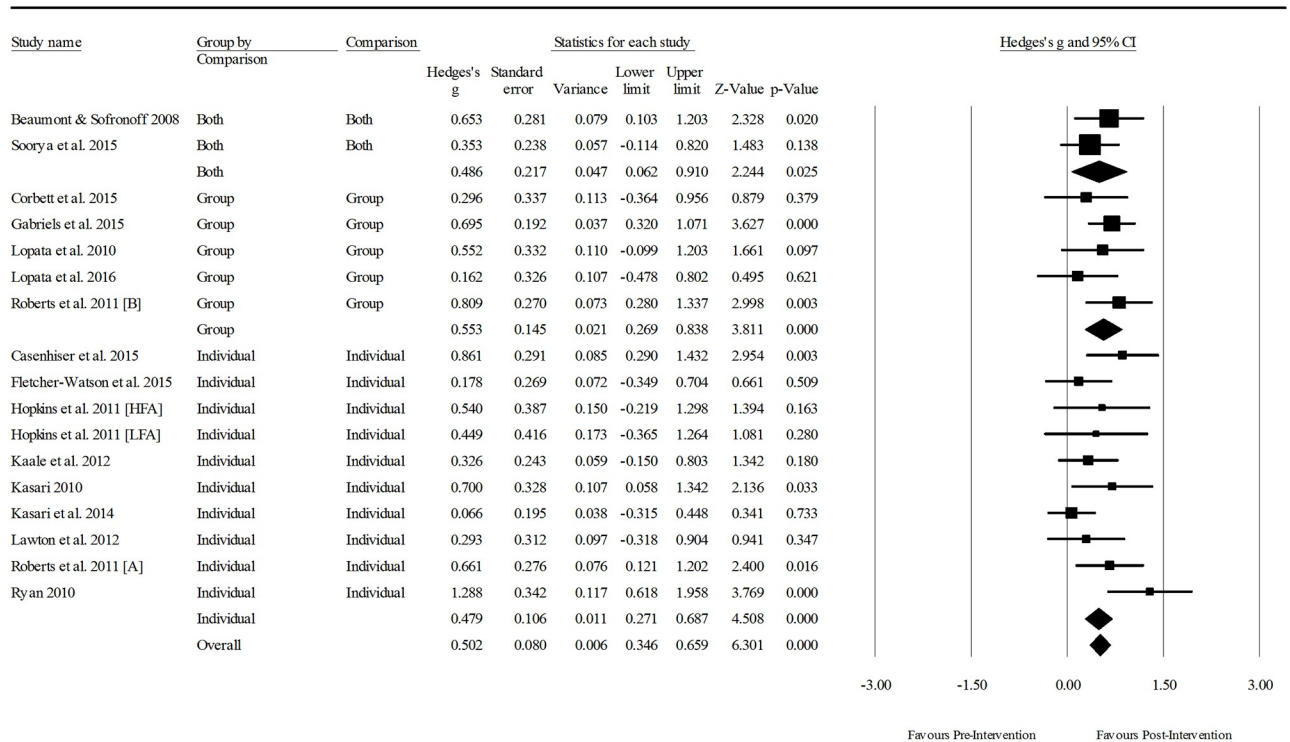 Study name Group by Comparison Statistics for each study Hedges's g and 95% CI
Comparison
Hedges's Standard Lower Upper
g error Variance limit limit Z-Value p-Value
Beaumont & Sofronoff 2008 Both Both 0.653 0.281 0.079 0.103 1.203 2.328 0.020
Soorya et al. 2015 Both Both 0.353 0.238 0.057 -0.114 0.820 1.483 0.138
Both 0.486 0.217 0.047 0.062 0.910 2.244 0.025
Corbett et al. 2015 Group Group 0.296 0.337 0.113 -0.364 0.956 0.879 0.379
Gabriels et al. 2015 Group Group 0.695 0.192 0.037 0.320 1.071 3.627 0.000
Lopata et al. 2010 Group Group 0.552 0.332 0.110 -0.099 1.203 1.661 0.097
Lopata et al. 2016 Group Group 0.162 0.326 0.107 -0.478 0.802 0.495 0.621
Roberts et al. 2011 [B] Group Group 0.809 0.270 0.073 0.280 1.337 2.998 0.003
Group 0.553 0.145 0.021 0.269 0.838 3.811 0.000
Casenhiser et al. 2015 Individual Individual 0.861 0.291 0.085 0.290 1.432 2.954 0.003
Fletcher-Watson et al. 2015 Individual Individual 0.178 0.269 0.072 -0.349 0.704 0.661 0.509
Hopkins et al. 2011 [HFA] Individual Individual 0.540 0.387 0.150 -0.219 1.298 1.394 0.163
Hopkins et al. 2011 [LFA] Individual Individual 0.449 0.416 0.173 -0.365 1.264 1.081 0.280
Kaale et al. 2012 Individual Individual 0.326 0.243 0.059 -0.150 0.803 1.342 0.180
Kasari 2010 Individual Individual 0.700 0.328 0.107 0.058 1.342 2.136 0.033
Kasari et al. 2014 Individual Individual 0.066 0.195 0.038 -0.315 0.448 0.341 0.733
Lawton et al. 2012 Individual Individual 0.293 0.312 0.097 -0.318 0.904 0.941 0.347
Roberts et al. 2011 [A] Individual Individual 0.661 0.276 0.076 0.121 1.202 2.400 0.016
Ryan 2010 Individual Individual 1.288 0.342 0.117 0.618 1.958 3.769 0.000
Individual 0.479 0.106 0.011 0.271 0.687 4.508 0.000
Overall 0.502 0.080 0.006 0.346 0.659 6.301 0.000
-3.00 -1.50 0.00 1.50 3.00
Favours Pre-Intervention Favours Post-Intervention